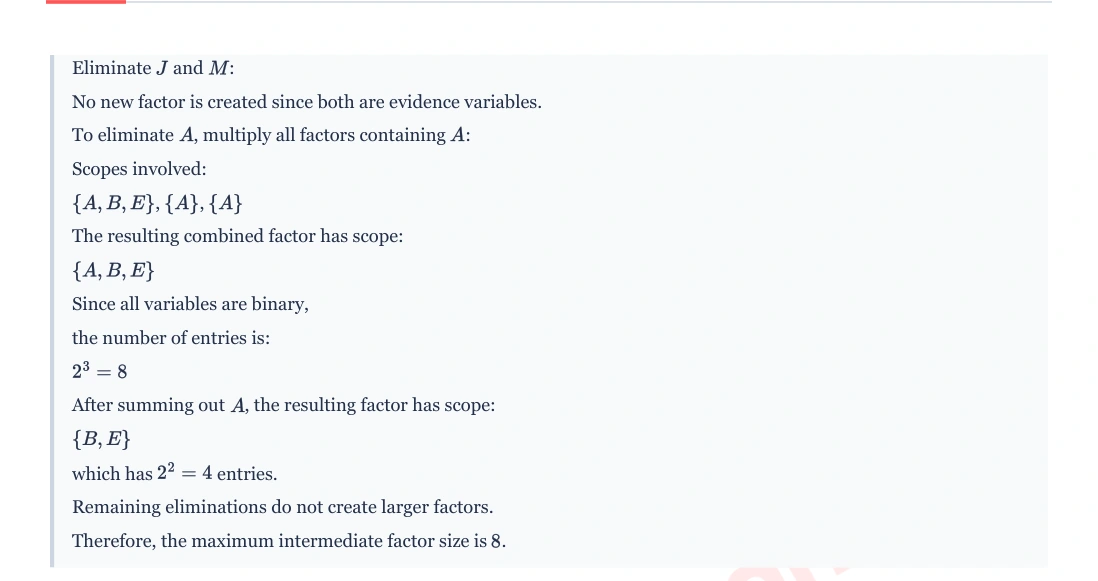 Eliminate J and M:
No new factor is created since both are evidence variables.
To eliminate A, multiply all factors containing A:
Scopes involved:
{A, B, E}, {A}, {A}
The resulting combined factor has scope:
{A, B, E}
Since all variables are binary,
the number of entries is:
2³ = 8
After summing out A, the resulting factor has scope:
{B, E}
which has 2² = 4 entries.
Remaining eliminations do not create larger factors.
Therefore, the maximum intermediate factor size is 8.